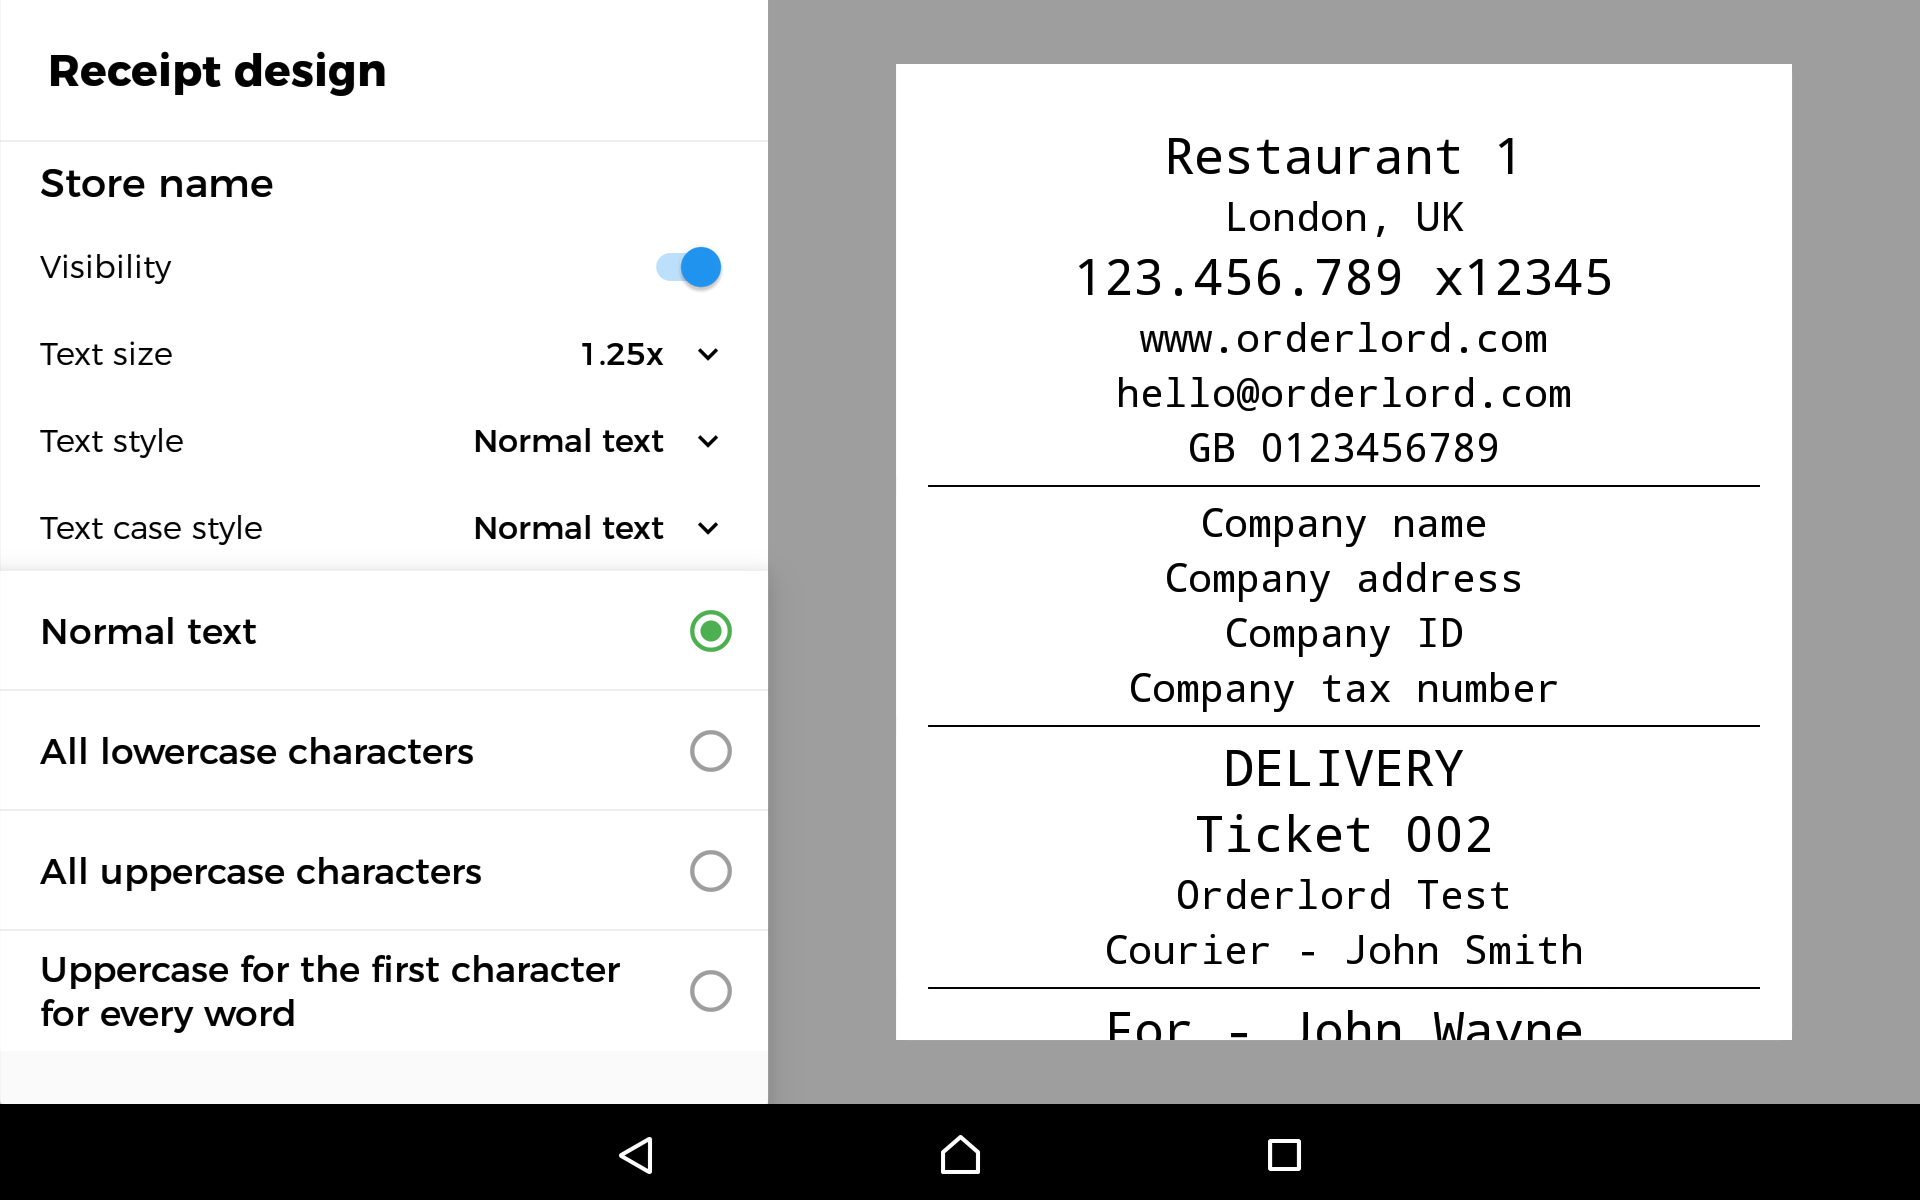 Receipt design
Store name
Visibility
Text size 1.25x
Text style Normal text
Text case style Normal text
Normal text
All lowercase characters
All uppercase characters
Uppercase for the first character
for every word
Restaurant 1
London, UK
123.456.789 x12345
www.orderlord.com
hello@orderlord.com
GB 0123456789
Company name
Company address
Company ID
Company tax number
DELIVERY
Ticket 002
Orderlord Test
Courier - John Smith
For - John Wayne